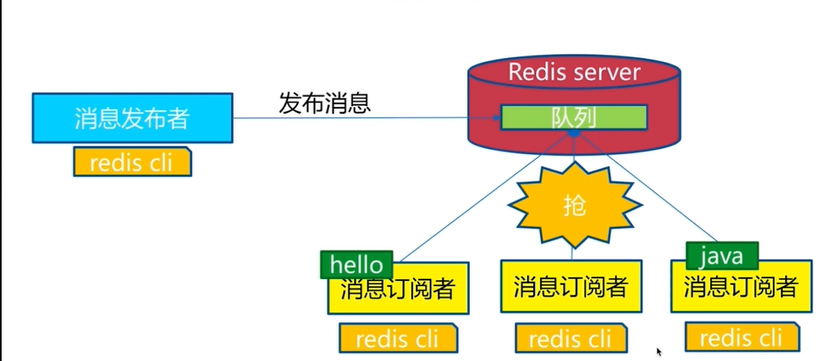 Redis server
发布消息
队列
消息发布者
redis cli
抢
hello
java
消息订阅者
消息订阅者
消息订阅者
redis cli
redis cli
redis cli